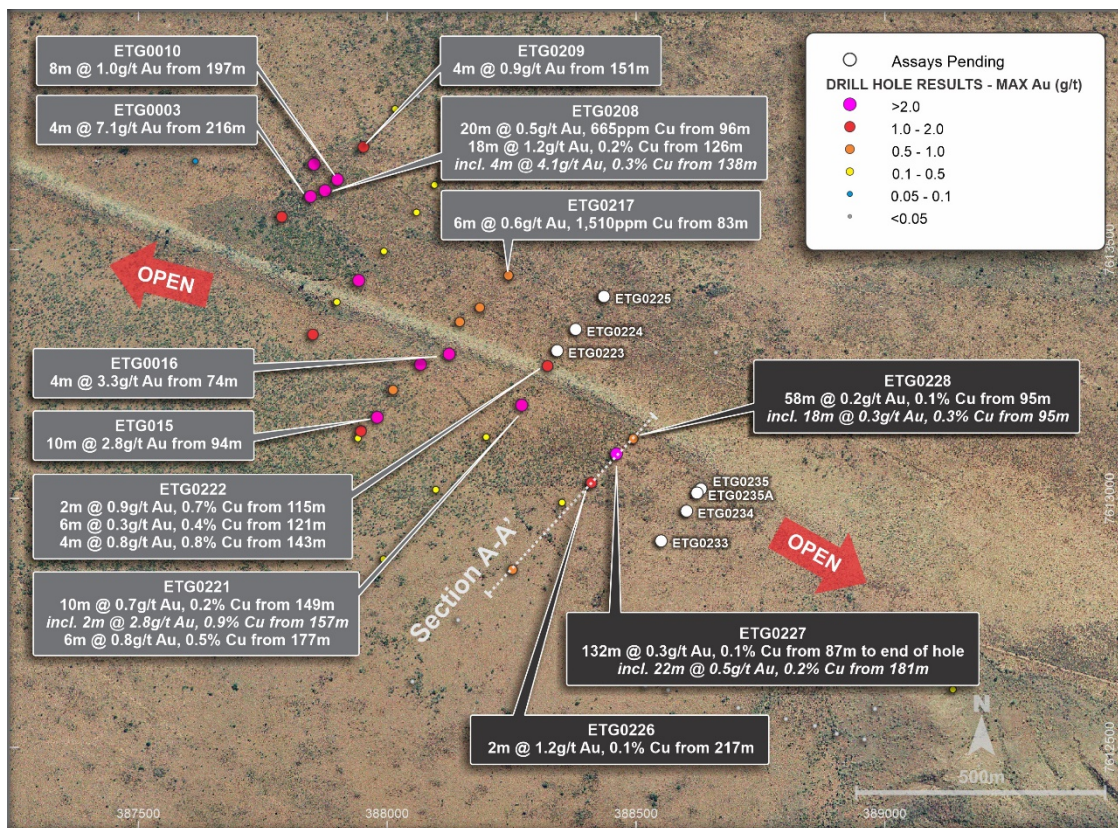 ETG0010
8m @ 1.0g/t Au from 197m
ETG0003
4m @ 7.1g/t Au from 216m
ETG0209
4m @ 0.9g/t Au from 151m
ETG0208
20m @ 0.5g/t Au, 665ppm Cu from 96m
18m @ 1.2g/t Au, 0.2% Cu from 126m
incl. 4m @ 4.1g/t Au, 0.3% Cu from 138m
ETG0217
6m @ 0.6g/t Au, 1,510ppm Cu from 83m
Assays Pending
DRILL HOLE RESULTS - MAX Au (g/t)
>2.0
1.0 - 2.0
0.5 - 1.0
0.1 - 0.5
0.05 - 0.1
<0.05
7613500
OPEN
ETG0225
ETG0224
ETG0223
ETG0016
4m @ 3.3g/t Au from 74m
ETG015
10m @ 2.8g/t Au from 94m
ETG0228
58m @ 0.2g/t Au, 0.1% Cu from 95m
incl. 18m @ 0.3g/t Au, 0.3% Cu from 95m
ETG0222
2m @ 0.9g/t Au, 0.7% Cu from 115m
6m @ 0.3g/t Au, 0.4% Cu from 121m
4m @ 0.8g/t Au, 0.8% Cu from 143m
ETG0235
ETG0235A
ETG0234
ETG0233
7613000
OPEN
Section A-A'
ETG0221
10m @ 0.7g/t Au, 0.2% Cu from 149m
incl. 2m @ 2.8g/t Au, 0.9% Cu from 157m
6m @ 0.8g/t Au, 0.5% Cu from 177m
ETG0227
132m @ 0.3g/t Au, 0.1% Cu from 87m to end of hole
incl. 22m @ 0.5g/t Au, 0.2% Cu from 181m
ETG0226
2m @ 1.2g/t Au, 0.1% Cu from 217m
N
500m
7612500
387500
388000
388500
389000